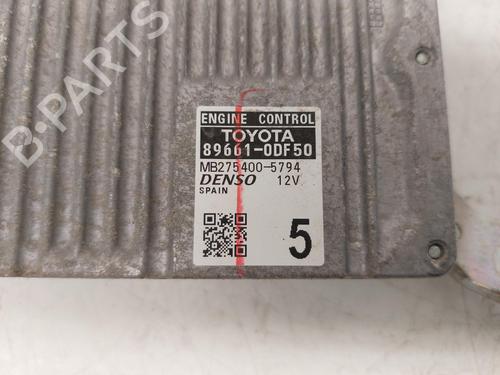 B-PARTS
ENGINE CONTROL
TOYOTA
89661-0DF50
MB275400-5794
DENSO 12V
SPAIN
5